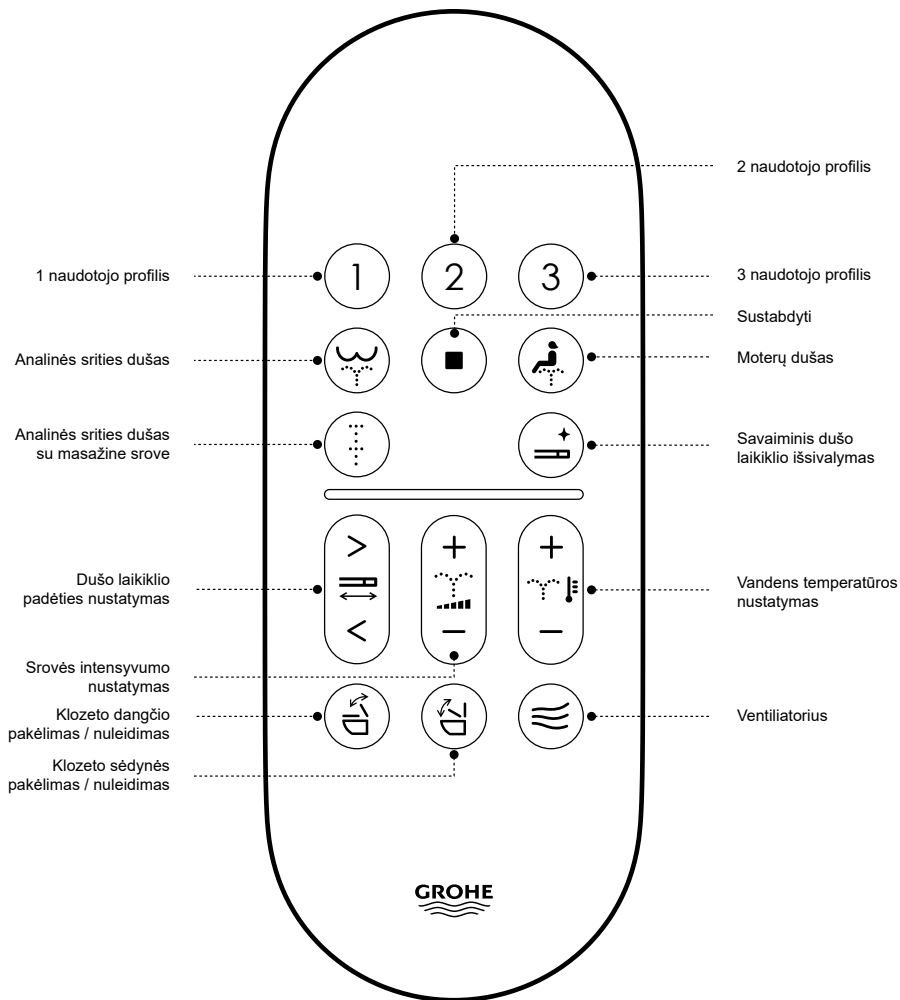 2 naudotojo profilis
1 naudotojo profilis
1
2
3
3 naudotojo profilis
Sustabdyti
Analinės srities dušas
Moterų dušas
Analinės srities dušas
su masažine srove
Savaiminis dušo
laikiklio išsivalymas
>
+
+
Dušo laikiklio
padėties nustatymas
Vandens temperatūros
nustatymas
<
−
−
Srovės intensyvumo
nustatymas
Klozeto dangčio
pakėlimas / nuleidimas
Ventiliatorius
Klozeto sėdynės
pakėlimas / nuleidimas
GROHE